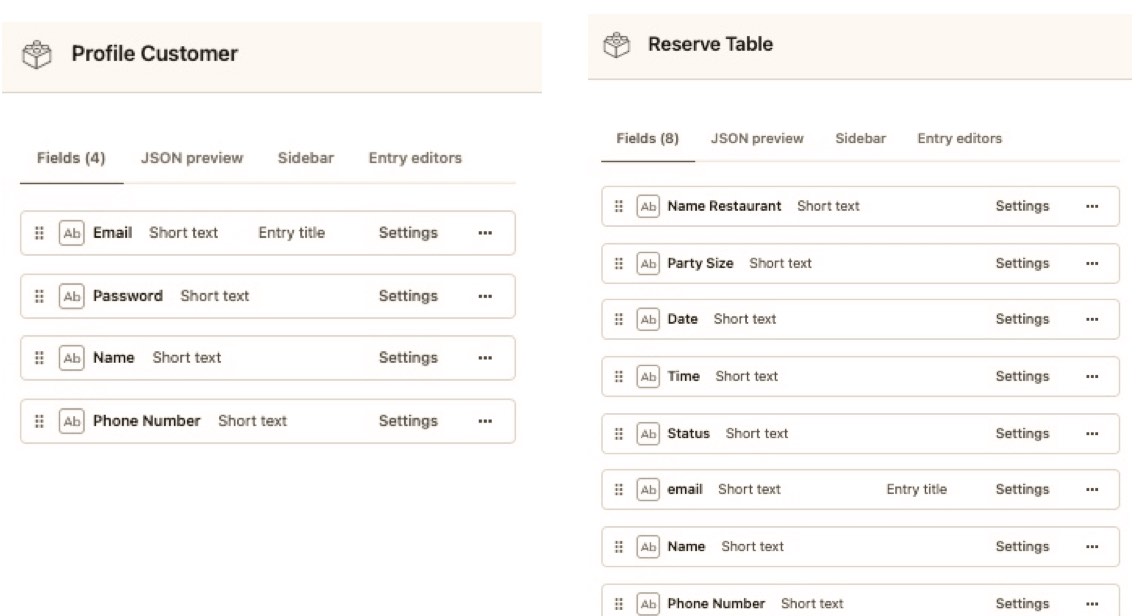 Profile Customer
Fields (4) JSON preview Sidebar Entry editors
Ab Email Short text Entry title Settings
Ab Password Short text Settings
Ab Name Short text Settings
Ab Phone Number Short text Settings
Reserve Table
Fields (8) JSON preview Sidebar Entry editors
Ab Name Restaurant Short text Settings
Ab Party Size Short text Settings
Ab Date Short text Settings
Ab Time Short text Settings
Ab Status Short text Settings
Ab email Short text Entry title Settings
Ab Name Short text Settings
Ab Phone Number Short text Settings